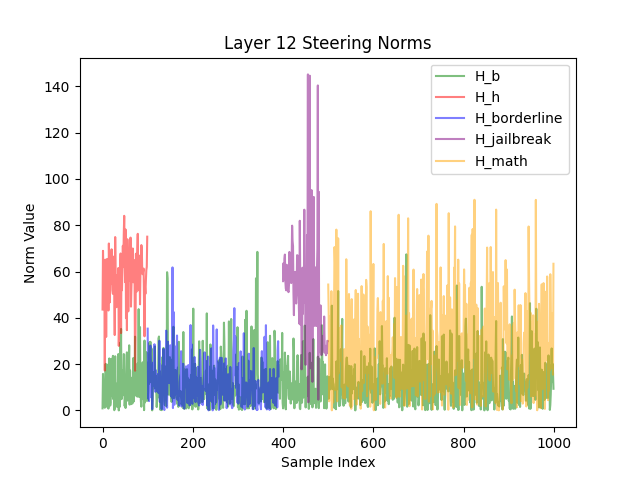 Layer 12 Steering Norms
H_b
H_h
H_borderline
H_jailbreak
H_math
140
120
100
80
60
40
20
0
Norm Value
0 200 400 600 800 1000
Sample Index